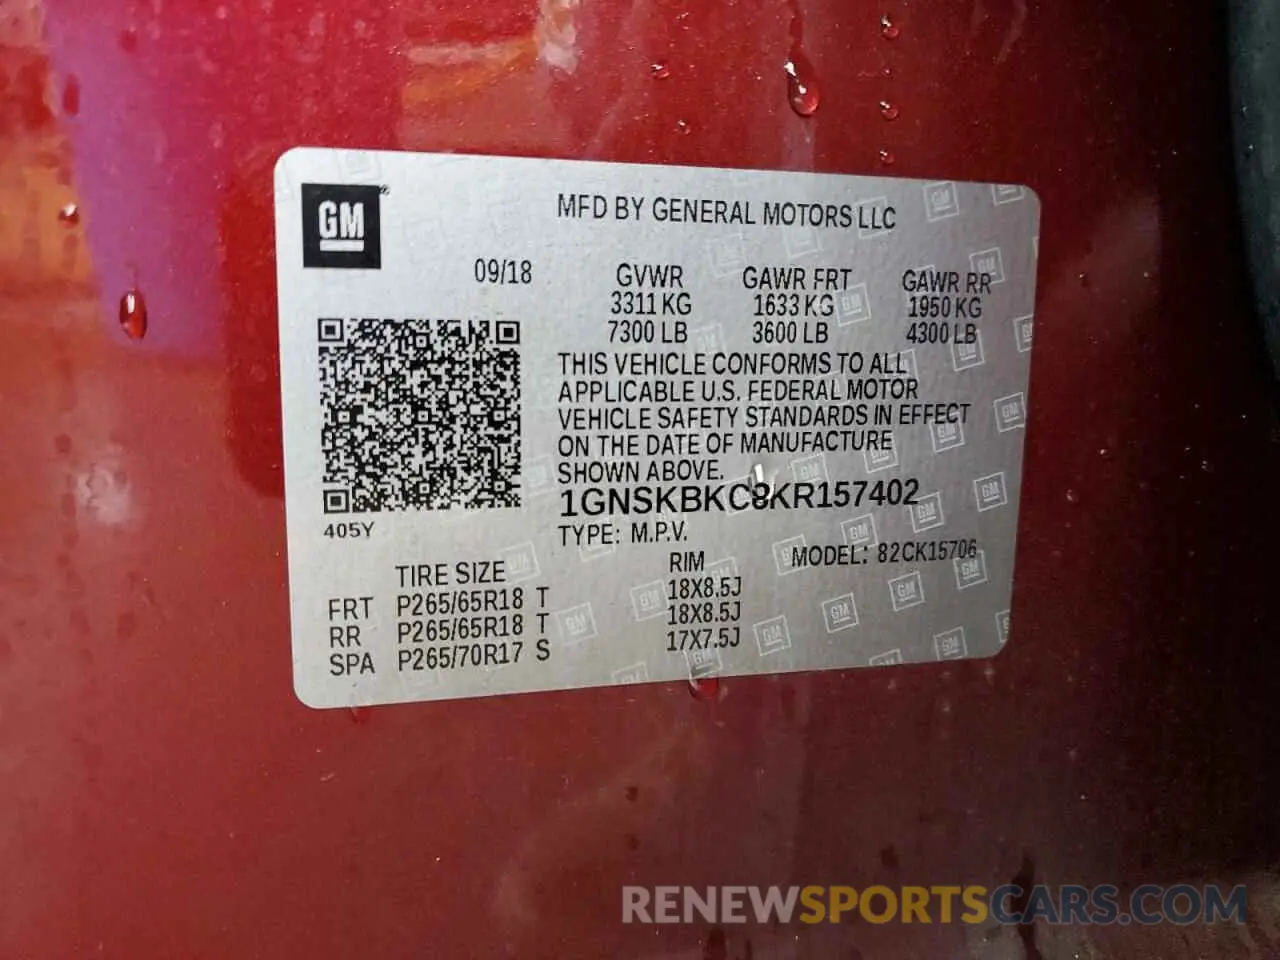 GM
MFD BY GENERAL MOTORS LLC
09/18
GVWR GAWR FRT GAWR RR
3311 KG 1633 KG 1950 KG
7300 LB 3600 LB 4300 LB
THIS VEHICLE CONFORMS TO ALL
APPLICABLE U.S. FEDERAL MOTOR
VEHICLE SAFETY STANDARDS IN EFFECT
ON THE DATE OF MANUFACTURE
SHOWN ABOVE.
1GNSKBKC8KR157402
405Y
TYPE: M.P.V.
MODEL: 82CK15706
TIRE SIZE RIM
FRT P265/65R18 T 18X8.5J
RR P265/65R18 T 18X8.5J
SPA P265/70R17 S 17X7.5J
RENEWSPORTSCARS.COM